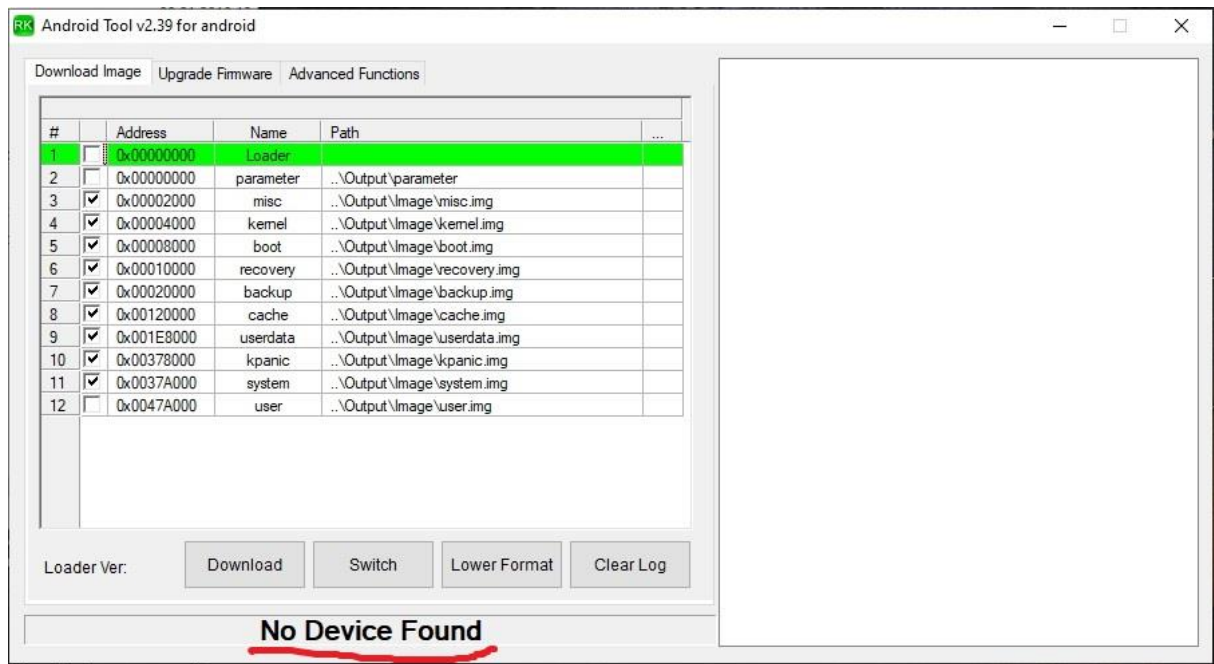 RK Android Tool v2.39 for android
Download Image Upgrade Firmware Advanced Functions
# Address Name Path ...
1 0x00000000 Loader
2 0x00000000 parameter ..\Output\parameter
3 0x00002000 misc ..\Output\Image\misc.img
4 0x00004000 kernel ..\Output\Image\kernel.img
5 0x00008000 boot ..\Output\Image\boot.img
6 0x00010000 recovery ..\Output\Image\recovery.img
7 0x00020000 backup ..\Output\Image\backup.img
8 0x00120000 cache ..\Output\Image\cache.img
9 0x001E8000 userdata ..\Output\Image\userdata.img
10 0x00378000 kpanic ..\Output\Image\kpanic.img
11 0x0037A000 system ..\Output\Image\system.img
12 0x0047A000 user ..\Output\Image\user.img
Loader Ver: Download Switch Lower Format Clear Log
No Device Found